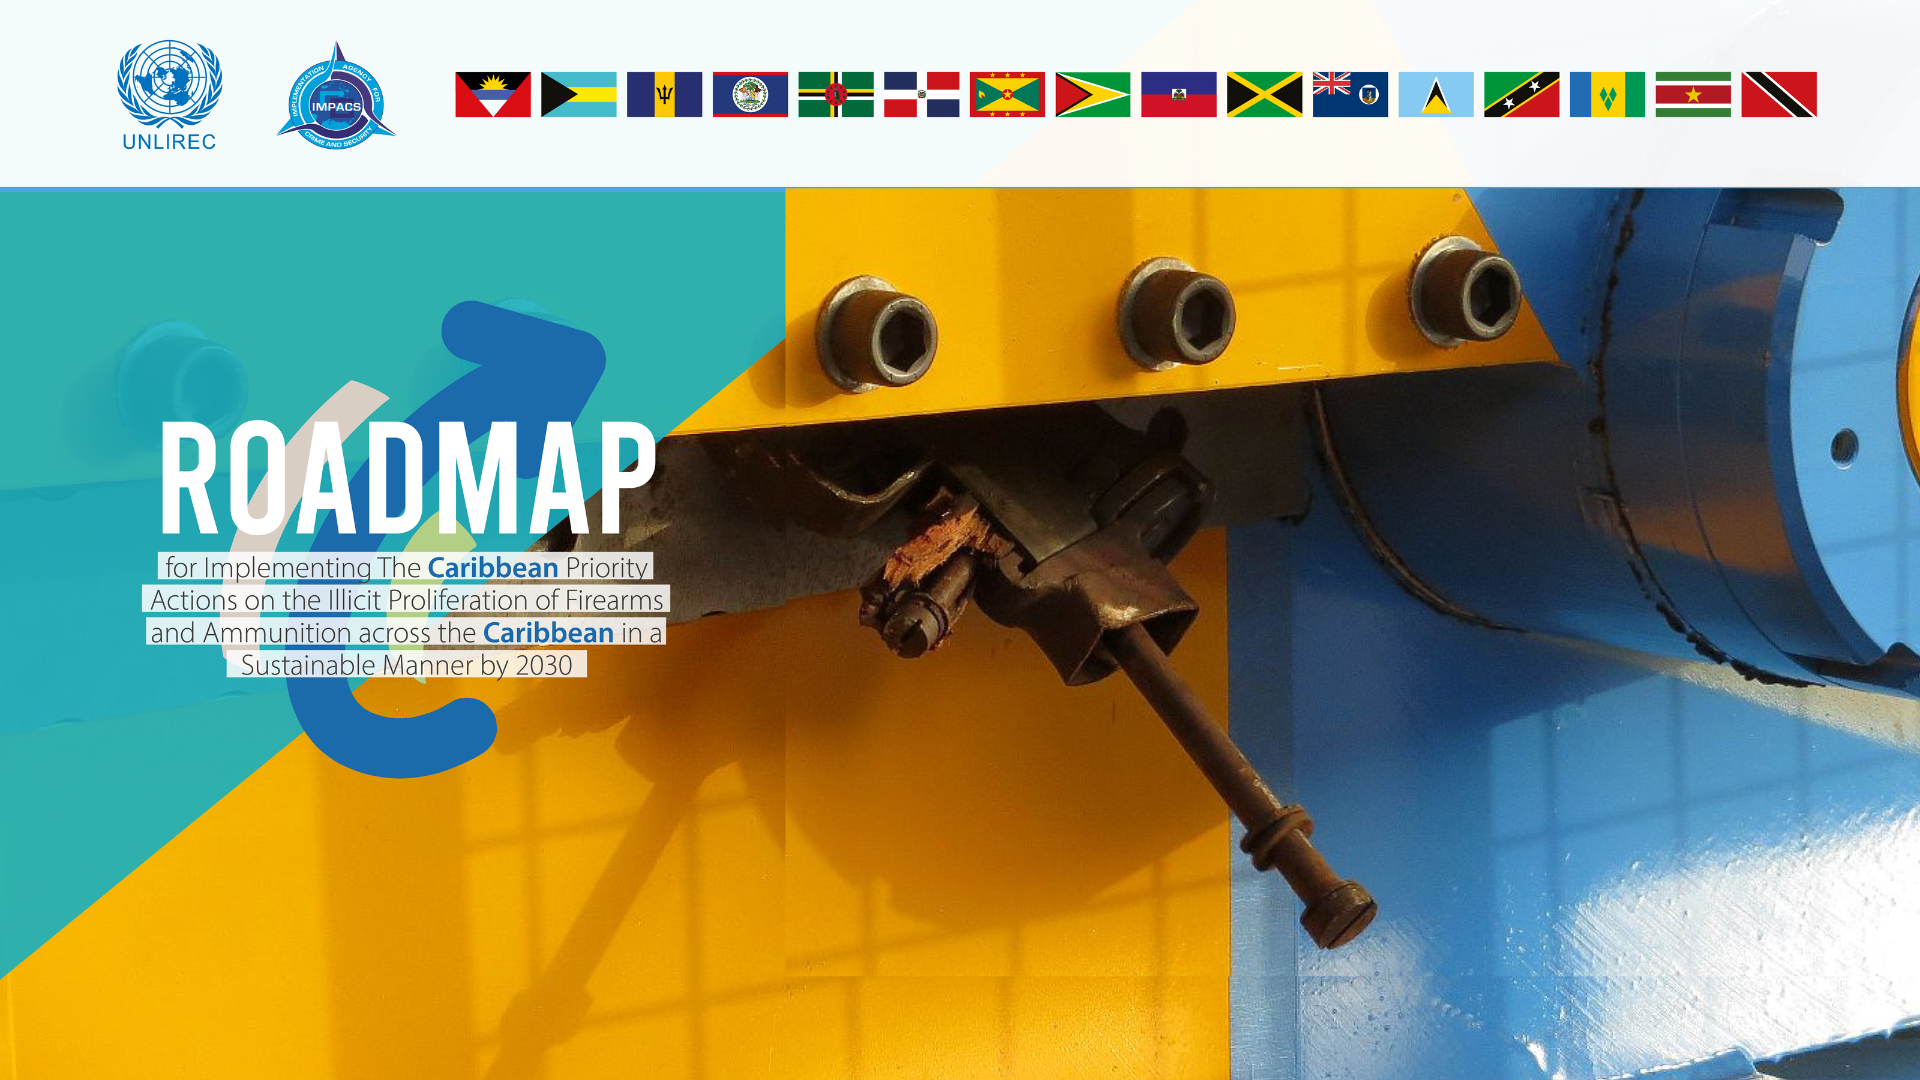 UNLIREC
IMPLEMENTATION AGENCY FOR
IMPACS
CRIME AND SECURITY
ROADMAP
for Implementing The Caribbean Priority
Actions on the Illicit Proliferation of Firearms
and Ammunition across the Caribbean in a
Sustainable Manner by 2030